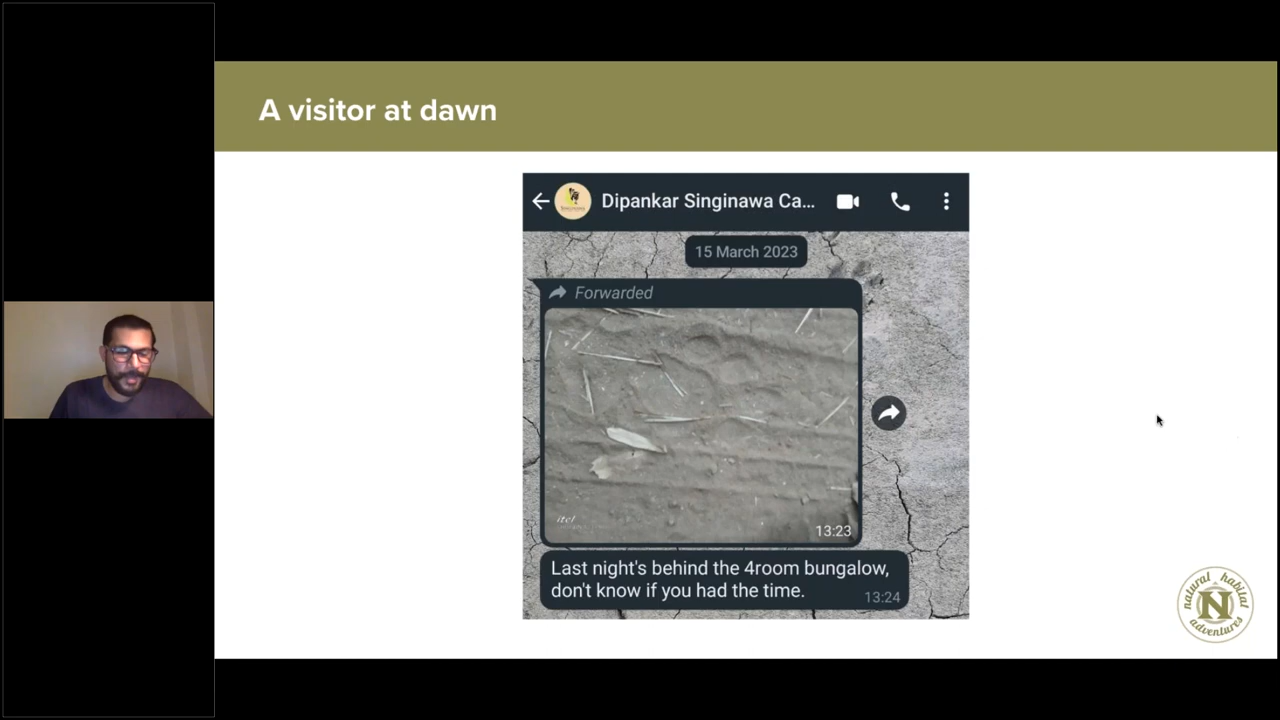 A visitor at dawn
Dipankar Singinawa Ca...
15 March 2023
Forwarded
itel
13:23
Last night's behind the 4room bungalow,
don't know if you had the time.
13:24
natural habitat
N
adventures